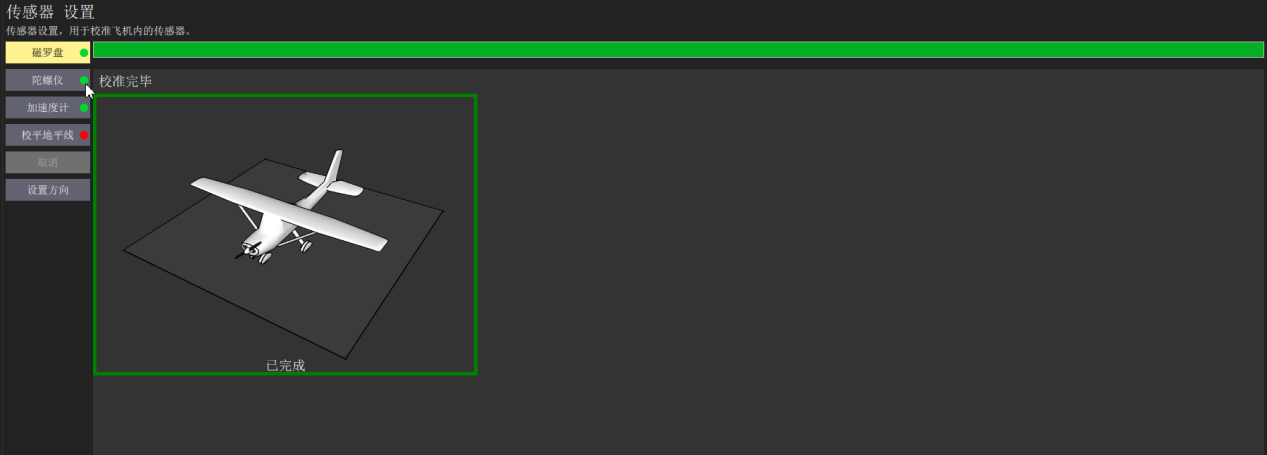 传感器 设置
传感器设置，用于校准飞机内的传感器。
磁罗盘
陀螺仪
校准完毕
加速度计
校平地平线
取消
设置方向
已完成